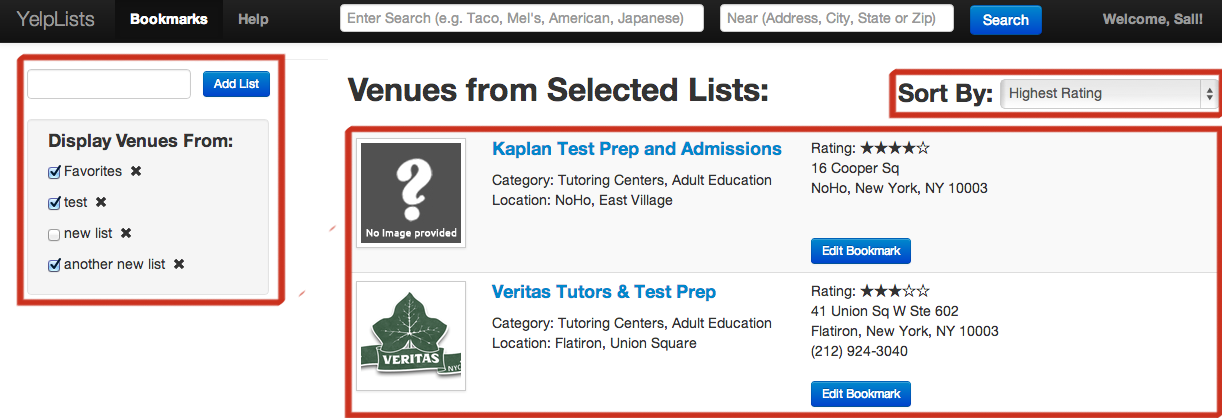 YelpLists Bookmarks Help Enter Search (e.g. Taco, Mel's, American, Japanese) Near (Address, City, State or Zip) Search Welcome, Sall!
Add List
Display Venues From:
Favorites ✖
test ✖
new list ✖
another new list ✖
Venues from Selected Lists:
Sort By: Highest Rating
?
No Image provided
Kaplan Test Prep and Admissions
Category: Tutoring Centers, Adult Education
Location: NoHo, East Village
Rating: ★★★★☆
16 Cooper Sq
NoHo, New York, NY 10003
Edit Bookmark
VERITAS
NYC
Veritas Tutors & Test Prep
Category: Tutoring Centers, Adult Education
Location: Flatiron, Union Square
Rating: ★★★☆☆
41 Union Sq W Ste 602
Flatiron, New York, NY 10003
(212) 924-3040
Edit Bookmark